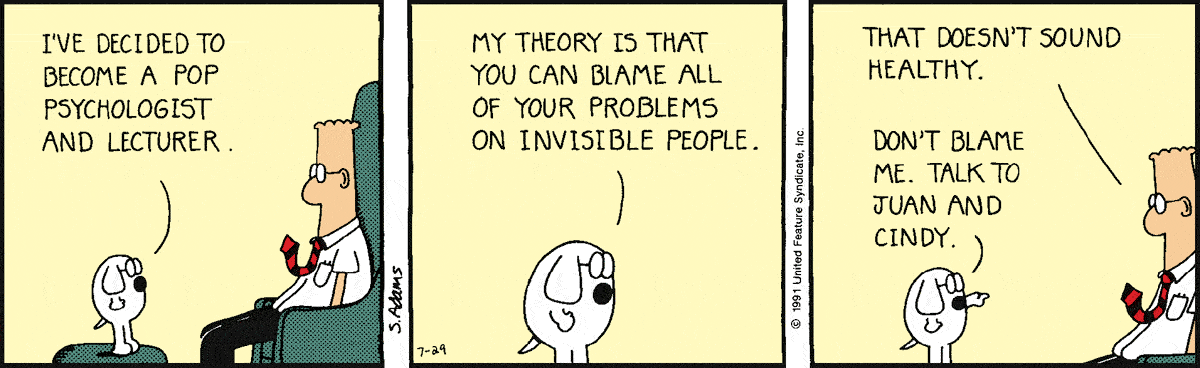 I'VE DECIDED TO
BECOME A POP
PSYCHOLOGIST
AND LECTURER.
S. Adams
MY THEORY IS THAT
YOU CAN BLAME ALL
OF YOUR PROBLEMS
ON INVISIBLE PEOPLE.
7-29
© 1991 United Feature Syndicate, Inc.
THAT DOESN'T SOUND
HEALTHY.
DON'T BLAME
ME. TALK TO
JUAN AND
CINDY.